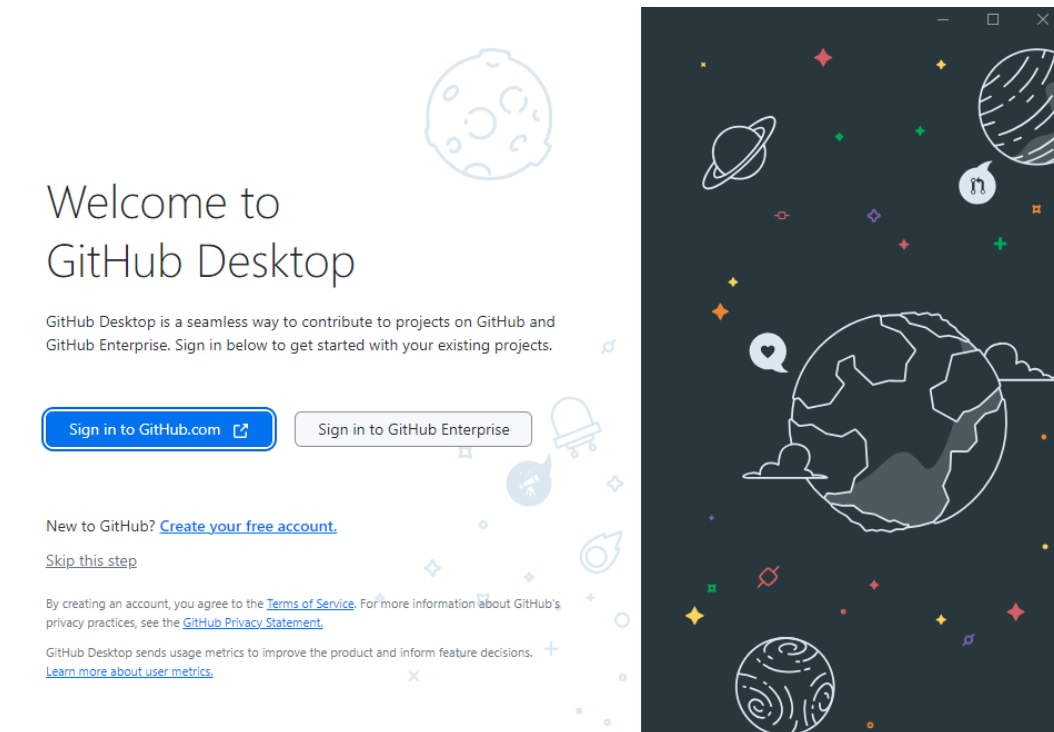 Welcome to
GitHub Desktop
GitHub Desktop is a seamless way to contribute to projects on GitHub and
GitHub Enterprise. Sign in below to get started with your existing projects.
Sign in to GitHub.com
Sign in to GitHub Enterprise
New to GitHub? Create your free account.
Skip this step
By creating an account, you agree to the Terms of Service. For more information about GitHub's
privacy practices, see the GitHub Privacy Statement.
GitHub Desktop sends usage metrics to improve the product and inform feature decisions.
Learn more about user metrics.